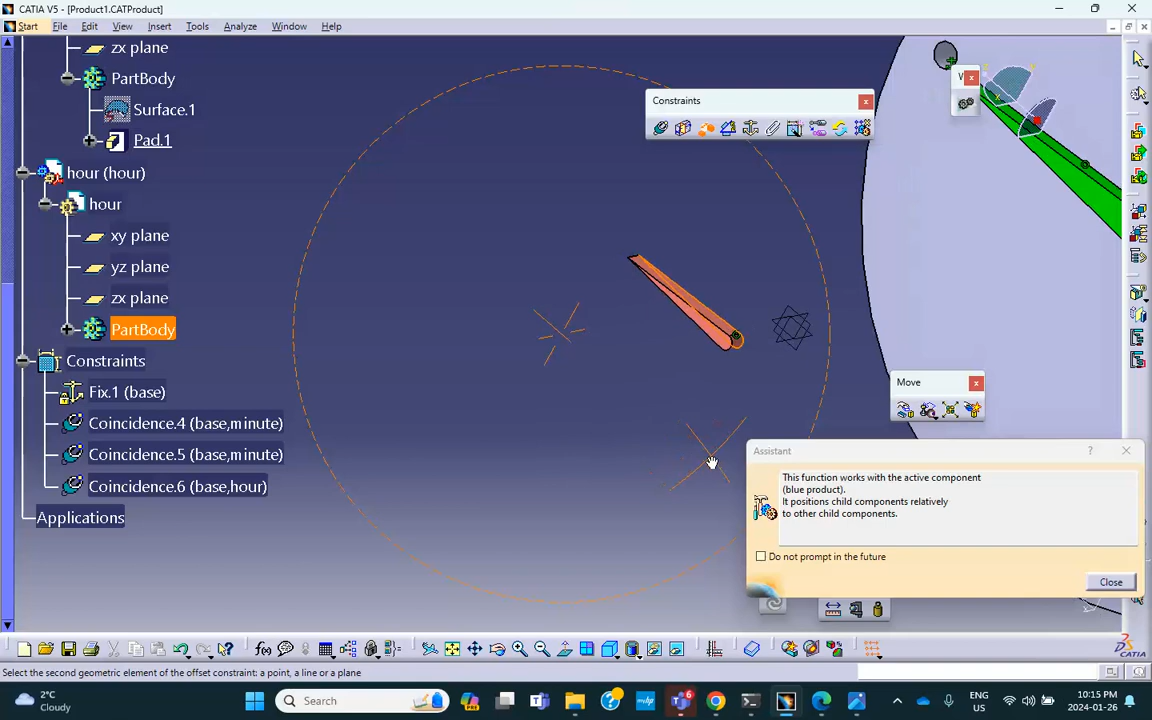 CATIA V5 - [Product1.CATProduct]
Start File Edit View Insert Tools Analyze Window Help
zx plane
PartBody
Surface.1
Pad.1
hour (hour)
hour
xy plane
yz plane
zx plane
PartBody
Constraints
Fix.1 (base)
Coincidence.4 (base,minute)
Coincidence.5 (base,minute)
Coincidence.6 (base,hour)
Applications
Constraints
Move
Assistant
This function works with the active component
(blue product).
It positions child components relatively
to other child components.
Do not prompt in the future
Close
Select the second geometric element of the offset constraint: a point, a line or a plane
2°C
Cloudy
Search
ENG
US
10:15 PM
2024-01-26